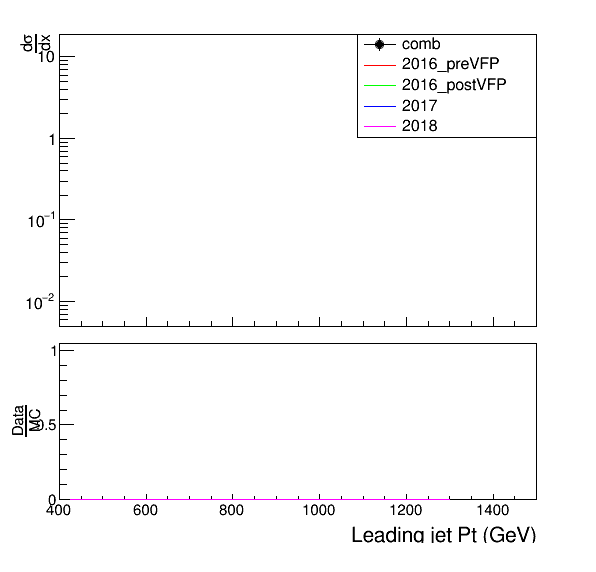 dσ
dx
comb
2016_preVFP
2016_postVFP
2017
2018
10
1
10⁻¹
10⁻²
Data
MC
1
0.5
0
400 600 800 1000 1200 1400
Leading jet Pt (GeV)